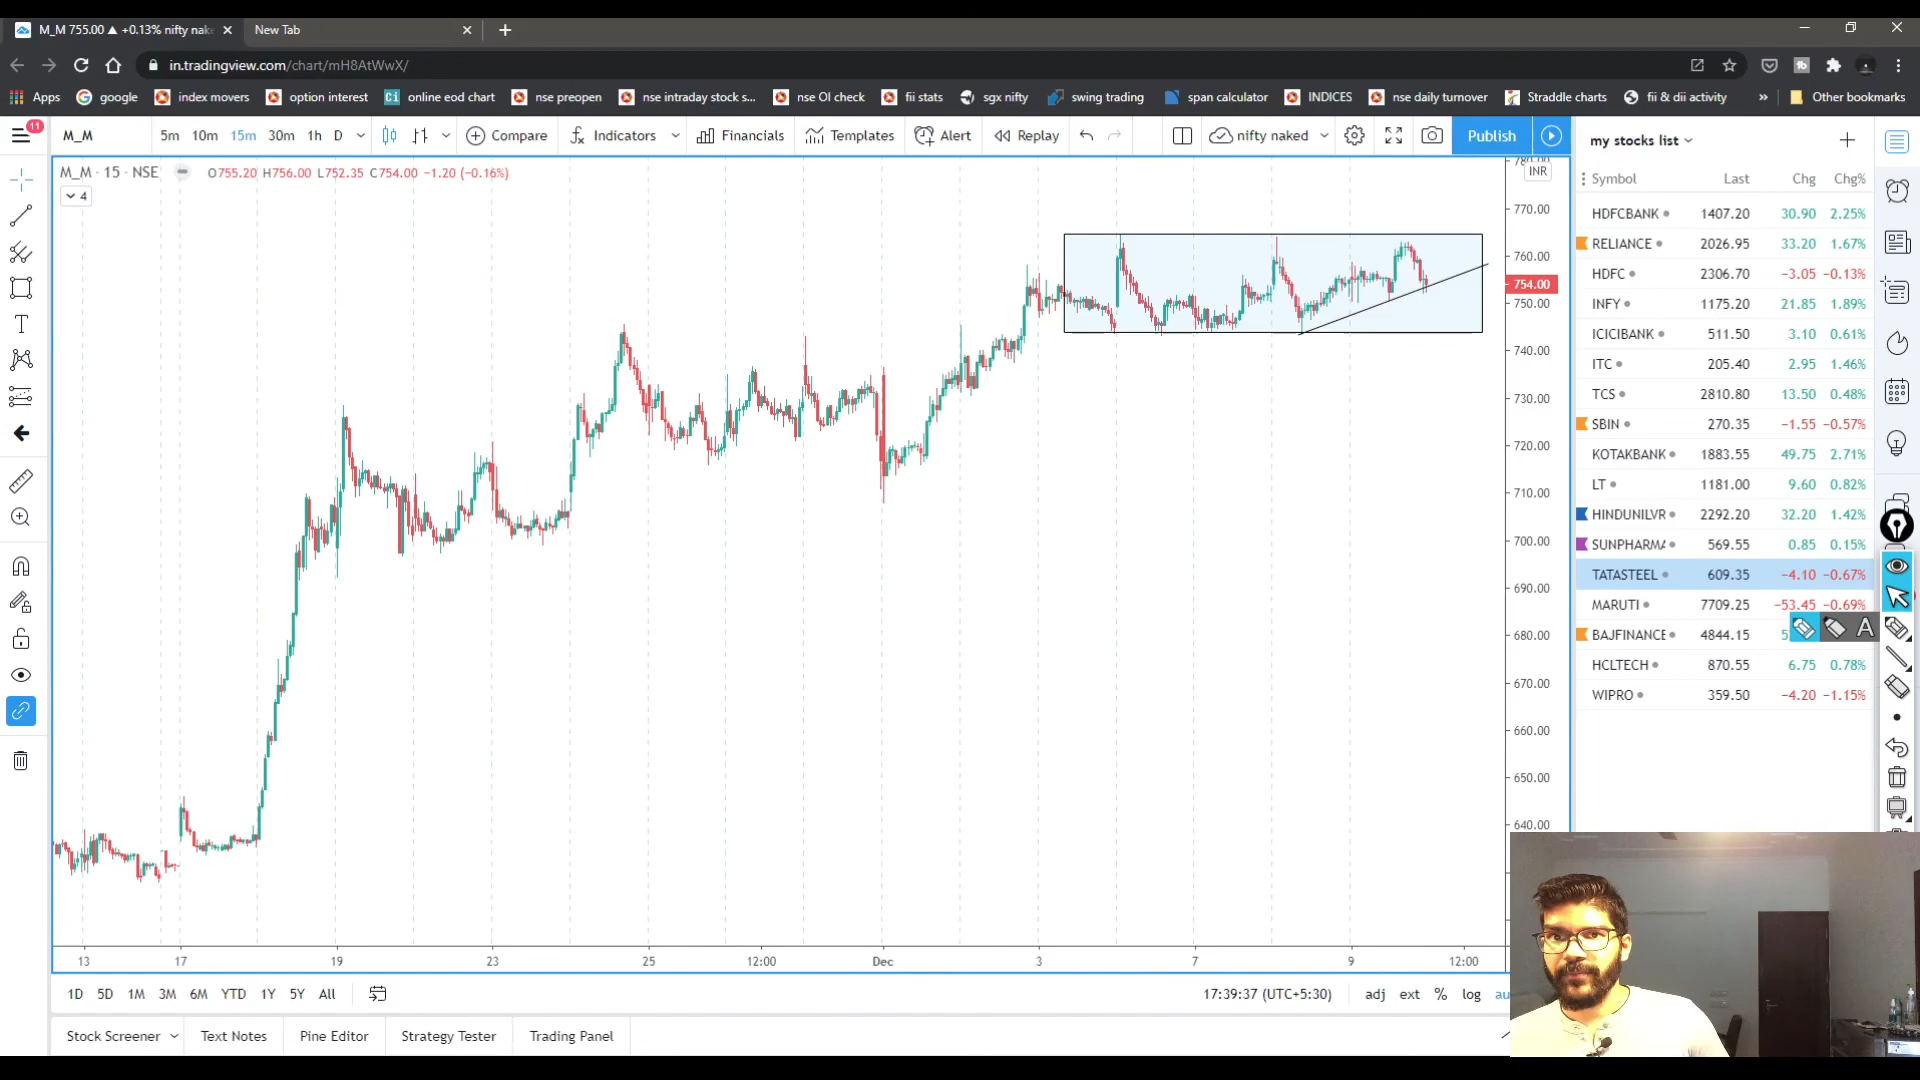 M_M 755.00 ▲ +0.13% nifty nak
New Tab
in.tradingview.com/chart/mH8AtWwX/
Apps google index movers option interest online eod chart nse preopen nse intraday stock s... nse OI check fii stats sgx nifty swing trading span calculator INDICES nse daily turnover Straddle charts fii & dii activity » Other bookmarks
11
M_M 5m 10m 15m 30m 1h D Compare Indicators Financials Templates Alert Replay nifty naked Publish
my stocks list
M_M · 15 · NSE O755.20 H756.00 L752.35 C754.00 −1.20 (−0.16%)
4
INR
Symbol Last Chg Chg%
HDFCBANK 1407.20 30.90 2.25%
RELIANCE 2026.95 33.20 1.67%
HDFC 2306.70 −3.05 −0.13%
INFY 1175.20 21.85 1.89%
ICICIBANK 511.50 3.10 0.61%
ITC 205.40 2.95 1.46%
TCS 2810.80 13.50 0.48%
SBIN 270.35 −1.55 −0.57%
KOTAKBANK 1883.55 49.75 2.71%
LT 1181.00 9.60 0.82%
HINDUNILVR 2292.20 32.20 1.42%
SUNPHARMA 569.55 0.85 0.15%
TATASTEEL 609.35 −4.10 −0.67%
MARUTI 7709.25 −53.45 −0.69%
BAJFINANCE 4844.15 5
A
HCLTECH 870.55 6.75 0.78%
WIPRO 359.50 −4.20 −1.15%
780.00
770.00
760.00
754.00
750.00
740.00
730.00
720.00
710.00
700.00
690.00
680.00
670.00
660.00
650.00
640.00
13 17 19 23 25 12:00 Dec 3 7 9 12:00
1D 5D 1M 3M 6M YTD 1Y 5Y All
17:39:37 (UTC+5:30) adj ext % log au
Stock Screener Text Notes Pine Editor Strategy Tester Trading Panel